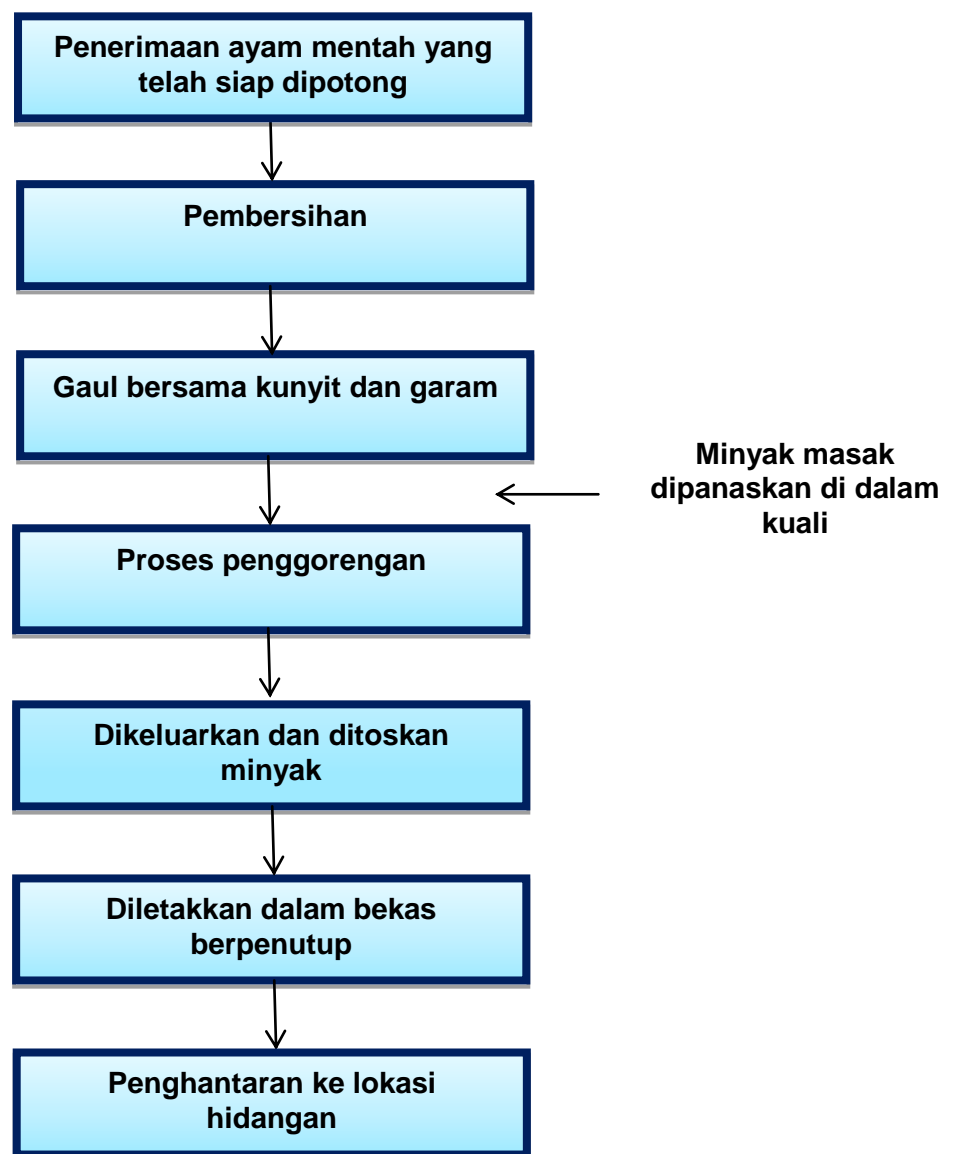 Penerimaan ayam mentah yang
telah siap dipotong
Pembersihan
Gaul bersama kunyit dan garam
Minyak masak
dipanaskan di dalam
kuali
Proses penggorengan
Dikeluarkan dan ditoskan
minyak
Diletakkan dalam bekas
berpenutup
Penghantaran ke lokasi
hidangan